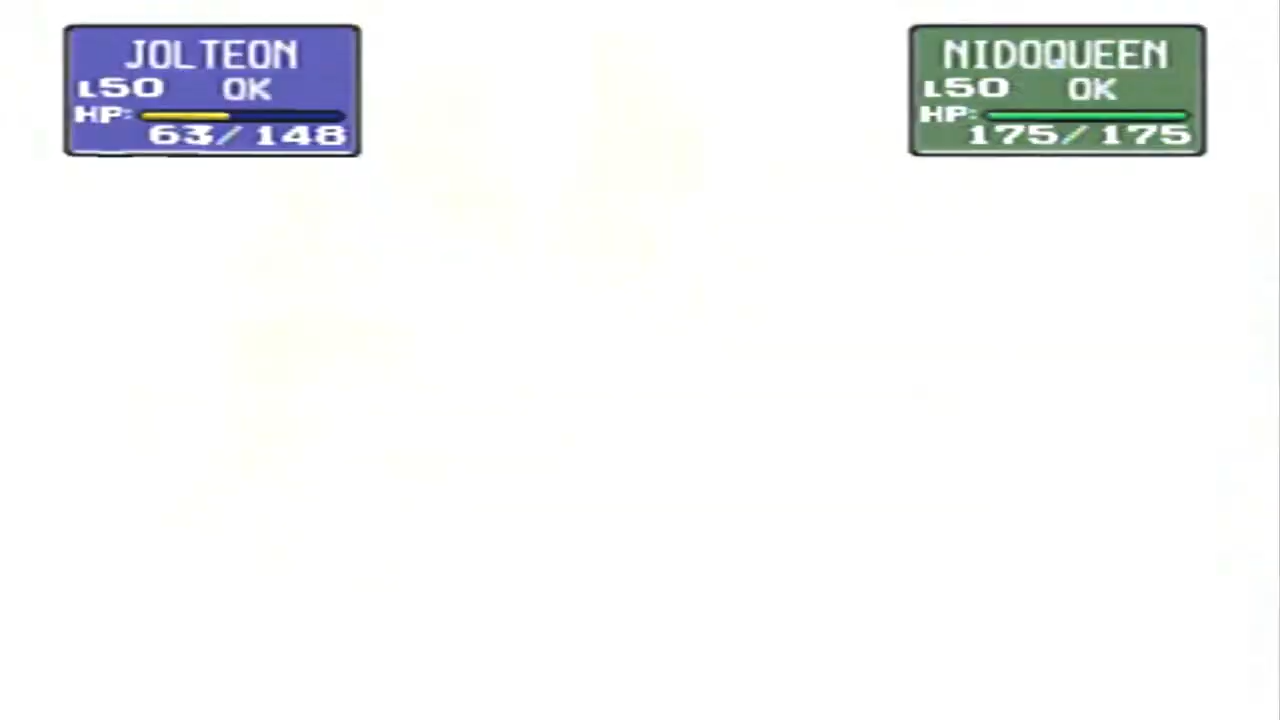 JOLTEON
L50 OK
HP:
63/148
NIDOQUEEN
L50 OK
HP:
175/175